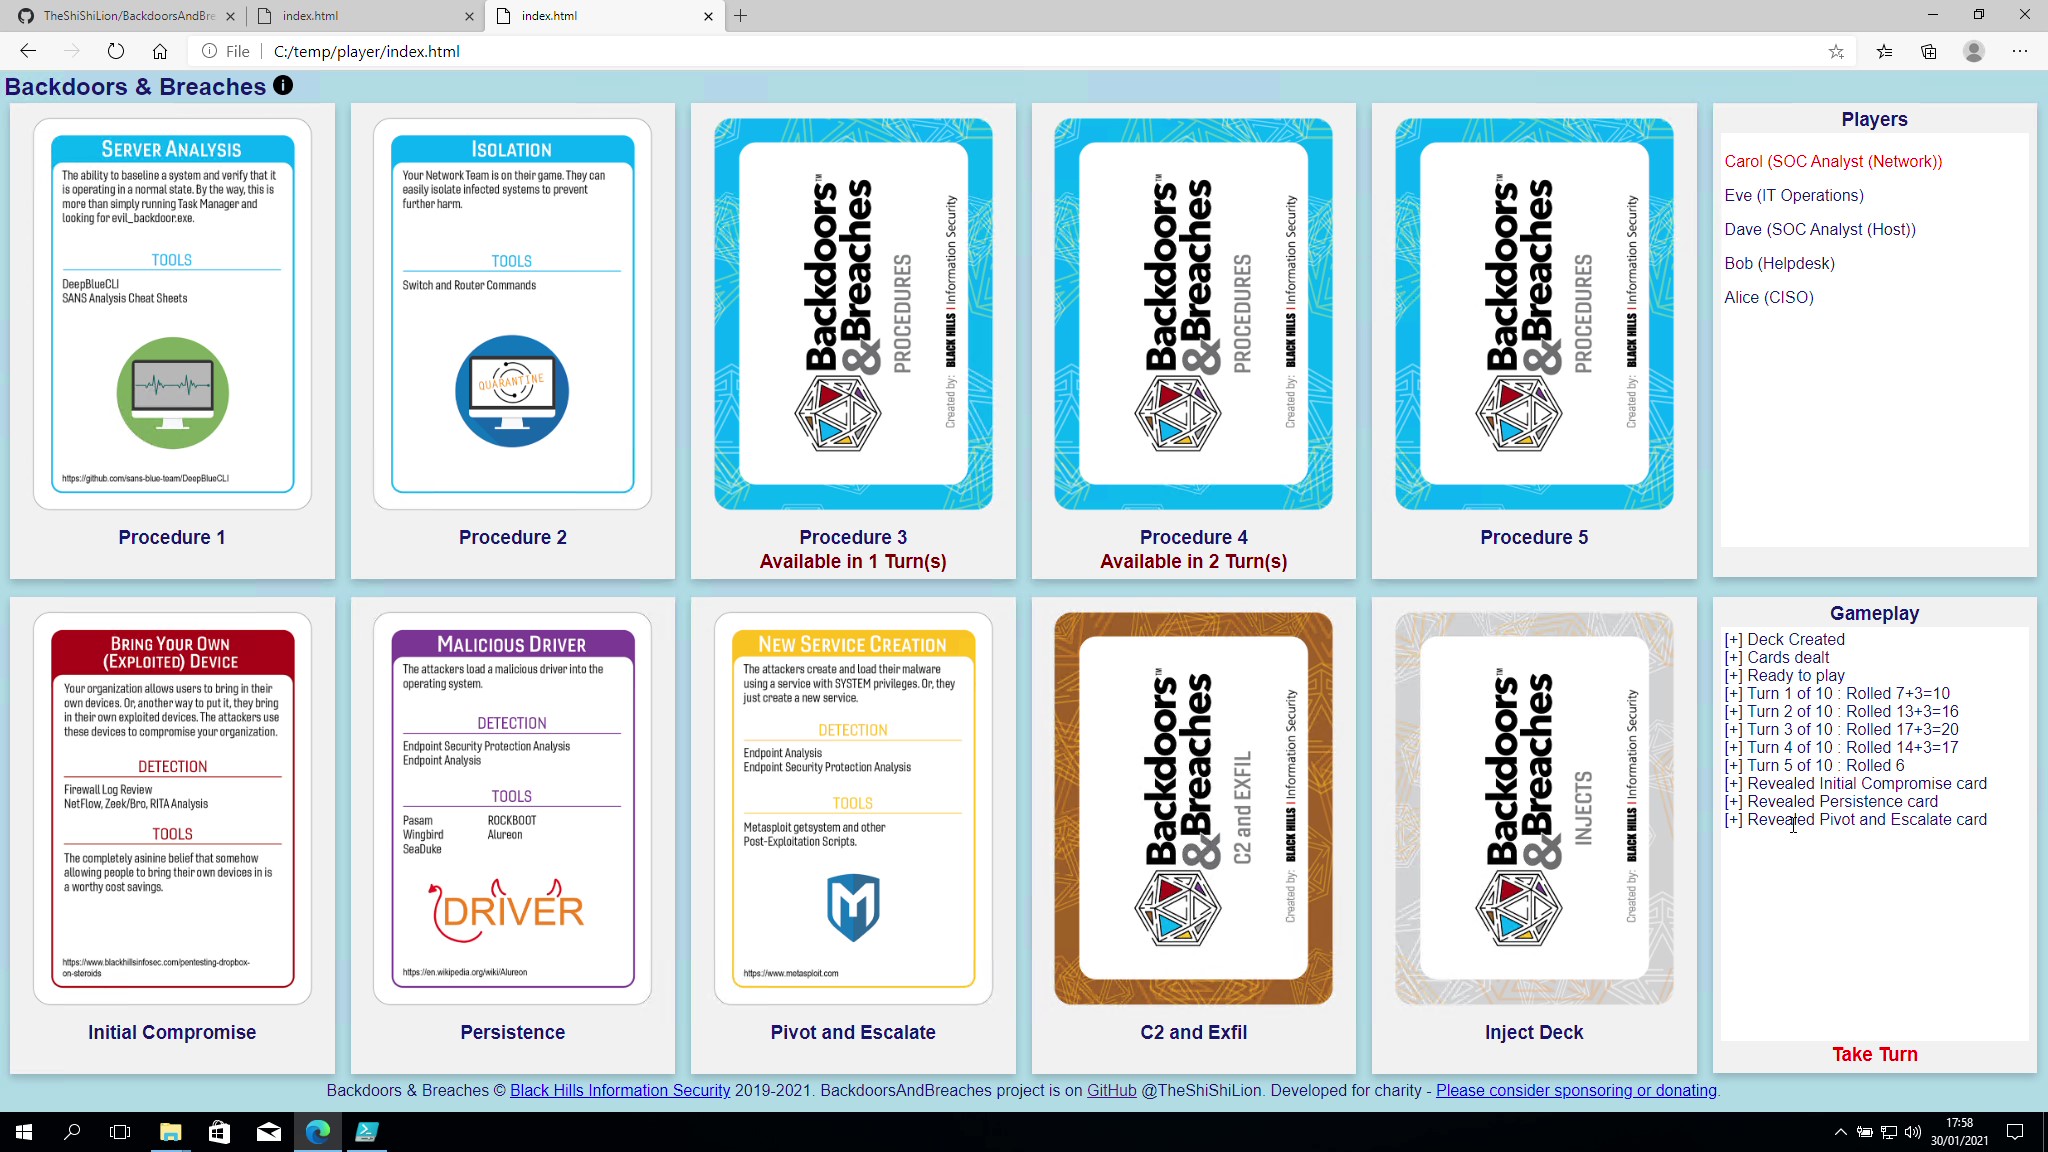 TheShiShiLion/BackdoorsAndBre
index.html
index.html
File
C:/temp/player/index.html
Backdoors & Breaches
SERVER ANALYSIS
The ability to baseline a system and verify that it
is operating in a normal state. By the way, this is
more than simply running Task Manager and
looking for evil_backdoor.exe.
TOOLS
DeepBlueCLI
SANS Analysis Cheat Sheets
https://github.com/sans-blue-team/DeepBlueCLI
Procedure 1
ISOLATION
Your Network Team is on their game. They can
easily isolate infected systems to prevent
further harm.
TOOLS
Switch and Router Commands
QUARANTINE
Procedure 2
Backdoors™
&Breaches
PROCEDURES
Created by: BLACK HILLS | Information Security
Procedure 3
Available in 1 Turn(s)
Backdoors™
&Breaches
PROCEDURES
Created by: BLACK HILLS | Information Security
Procedure 4
Available in 2 Turn(s)
Backdoors™
&Breaches
PROCEDURES
Created by: BLACK HILLS | Information Security
Procedure 5
Players
Carol (SOC Analyst (Network))
Eve (IT Operations)
Dave (SOC Analyst (Host))
Bob (Helpdesk)
Alice (CISO)
BRING YOUR OWN
(EXPLOITED) DEVICE
Your organization allows users to bring in their
own devices. Or, another way to put it, they bring
in their own exploited devices. The attackers use
these devices to compromise your organization.
DETECTION
Firewall Log Review
NetFlow, Zeek/Bro, RITA Analysis
TOOLS
The completely asinine belief that somehow
allowing people to bring their own devices in is
a worthy cost savings.
https://www.blackhillsinfosec.com/pentesting-dropbox-
on-steroids
Initial Compromise
MALICIOUS DRIVER
The attackers load a malicious driver into the
operating system.
DETECTION
Endpoint Security Protection Analysis
Endpoint Analysis
TOOLS
Pasam ROCKBOOT
Wingbird Alureon
SeaDuke
DRIVER
https://en.wikipedia.org/wiki/Alureon
Persistence
NEW SERVICE CREATION
The attackers create and load their malware
using a service with SYSTEM privileges. Or, they
just create a new service.
DETECTION
Endpoint Analysis
Endpoint Security Protection Analysis
TOOLS
Metasploit getsystem and other
Post-Exploitation Scripts.
M
https://www.metasploit.com
Pivot and Escalate
Backdoors™
&Breaches
C2 and EXFIL
Created by: BLACK HILLS | Information Security
C2 and Exfil
Backdoors™
&Breaches
INJECTS
Created by: BLACK HILLS | Information Security
Inject Deck
Gameplay
[+] Deck Created
[+] Cards dealt
[+] Ready to play
[+] Turn 1 of 10 : Rolled 7+3=10
[+] Turn 2 of 10 : Rolled 13+3=16
[+] Turn 3 of 10 : Rolled 17+3=20
[+] Turn 4 of 10 : Rolled 14+3=17
[+] Turn 5 of 10 : Rolled 6
[+] Revealed Initial Compromise card
[+] Revealed Persistence card
[+] Revealed Pivot and Escalate card
Take Turn
Backdoors & Breaches © Black Hills Information Security 2019-2021. BackdoorsAndBreaches project is on GitHub @TheShiShiLion. Developed for charity - Please consider sponsoring or donating.
17:58
30/01/2021